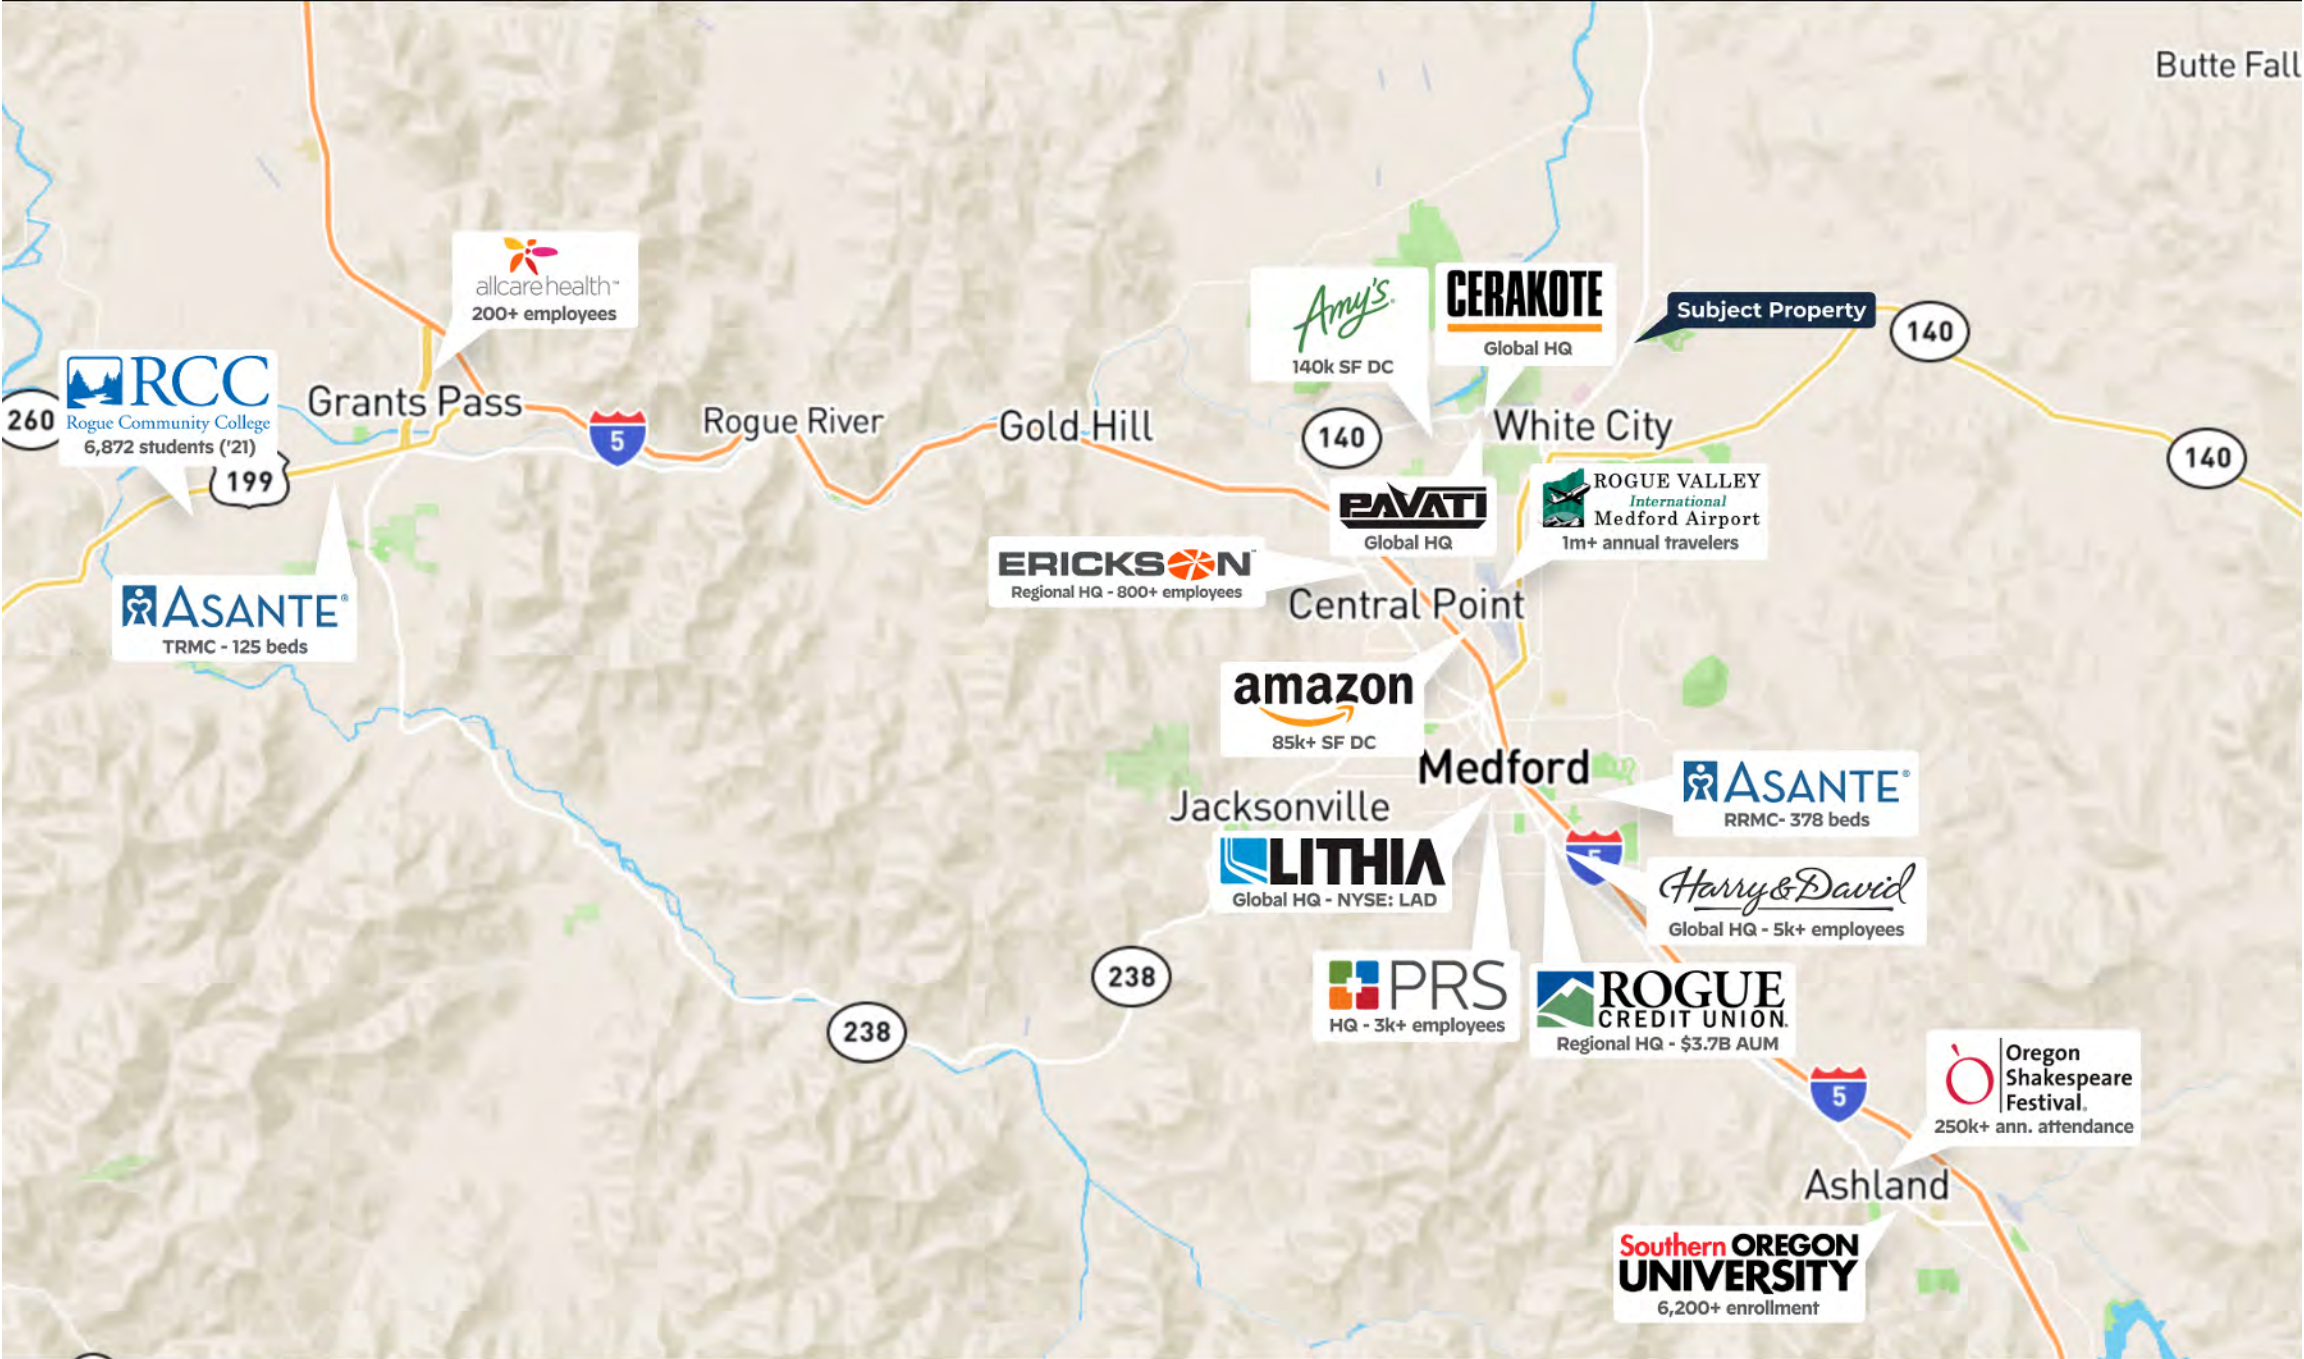 Butte Fall
allcare health™
200+ employees
RCC
Rogue Community College
6,872 students ('21)
260
199
Grants Pass
5
Rogue River
Gold Hill
Amy's
140k SF DC
CERAKOTE
Global HQ
Subject Property
140
140
White City
140
PAVATI
Global HQ
ROGUE VALLEY
International
Medford Airport
1m+ annual travelers
ERICKSON™
Regional HQ - 800+ employees
Central Point
ASANTE®
TRMC - 125 beds
amazon
85k+ SF DC
Medford
Jacksonville
ASANTE®
RRMC- 378 beds
LITHIA
Global HQ - NYSE: LAD
5
Harry & David
Global HQ - 5k+ employees
238
238
PRS
HQ - 3k+ employees
ROGUE
CREDIT UNION.
Regional HQ - $3.7B AUM
5
Oregon
Shakespeare
Festival.
250k+ ann. attendance
Ashland
Southern OREGON
UNIVERSITY
6,200+ enrollment